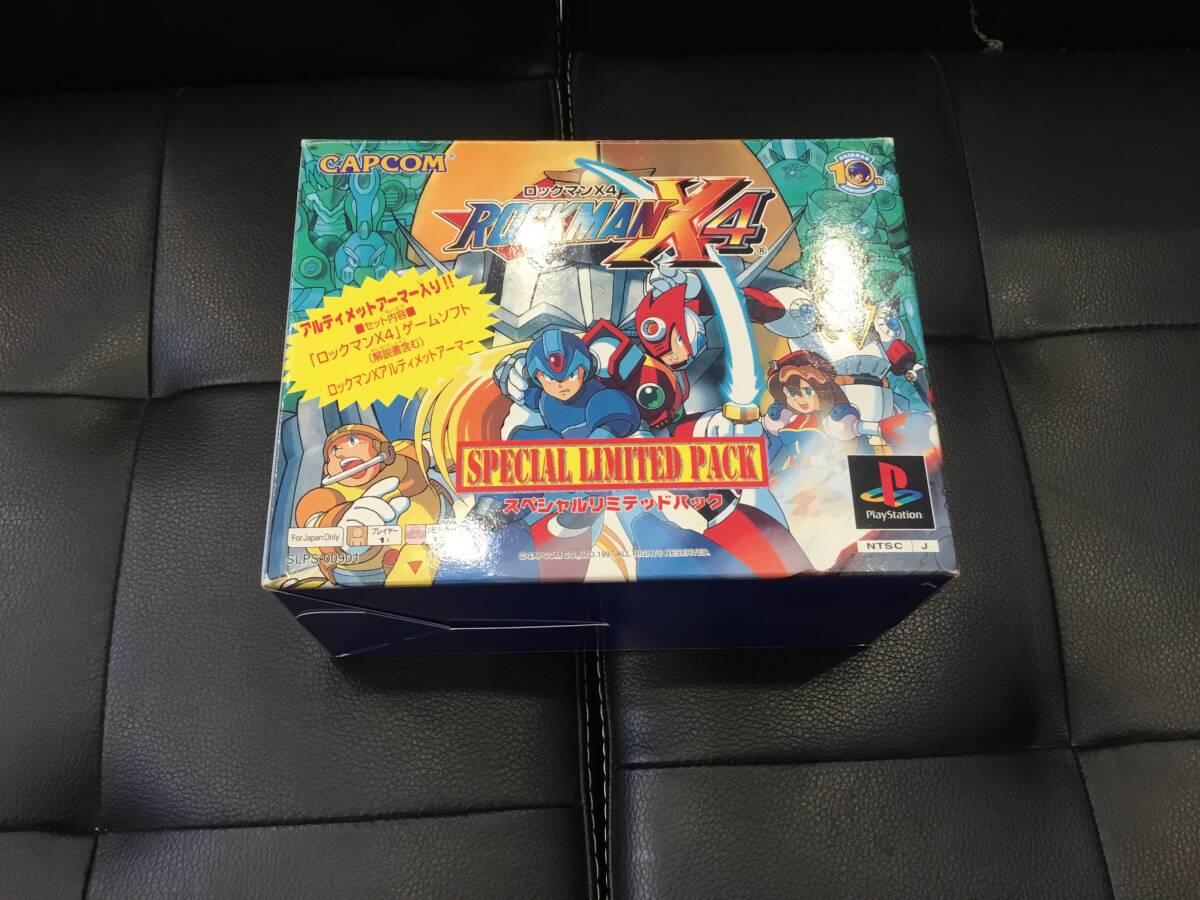 CAPCOM
ROCKMAN
10th
ANNIVERSARY
ロックマンX4
ROCKMAN X4
アルティメットアーマー入り!!
■セット内容■
「ロックマンX4」ゲームソフト
(解説書含む)
ロックマンXアルティメットアーマー
SPECIAL LIMITED PACK
スペシャルリミテッドパック
PlayStation
NTSC J
For Japan Only
プレイヤー
1人
SLPS-00901
©CAPCOM CO.,LTD.1997 ALL RIGHTS RESERVED.